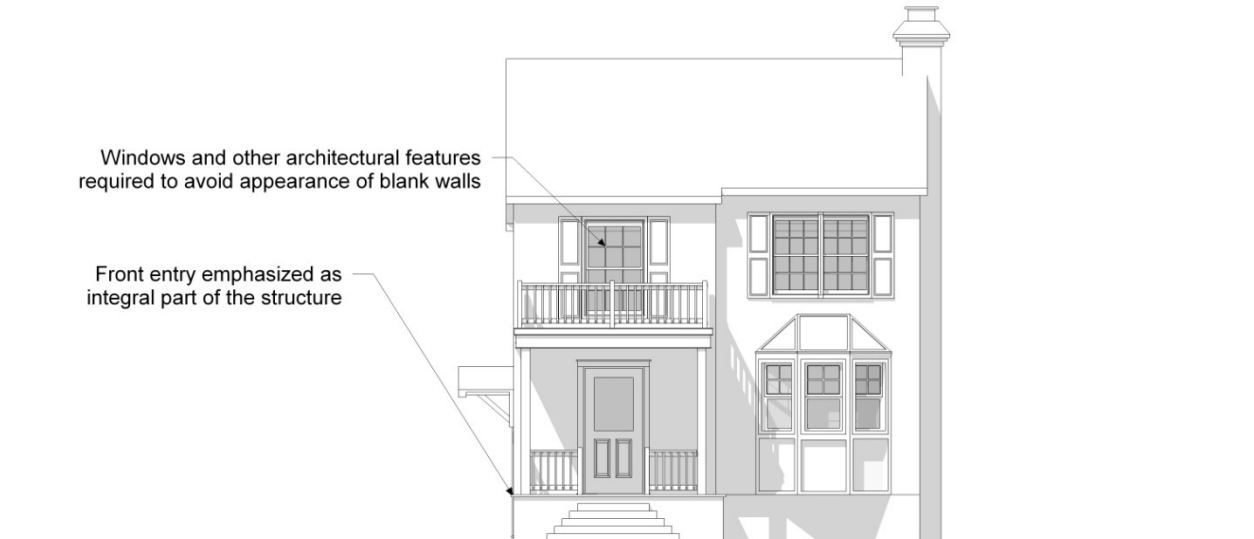 Windows and other architectural features
required to avoid appearance of blank walls
Front entry emphasized as
integral part of the structure